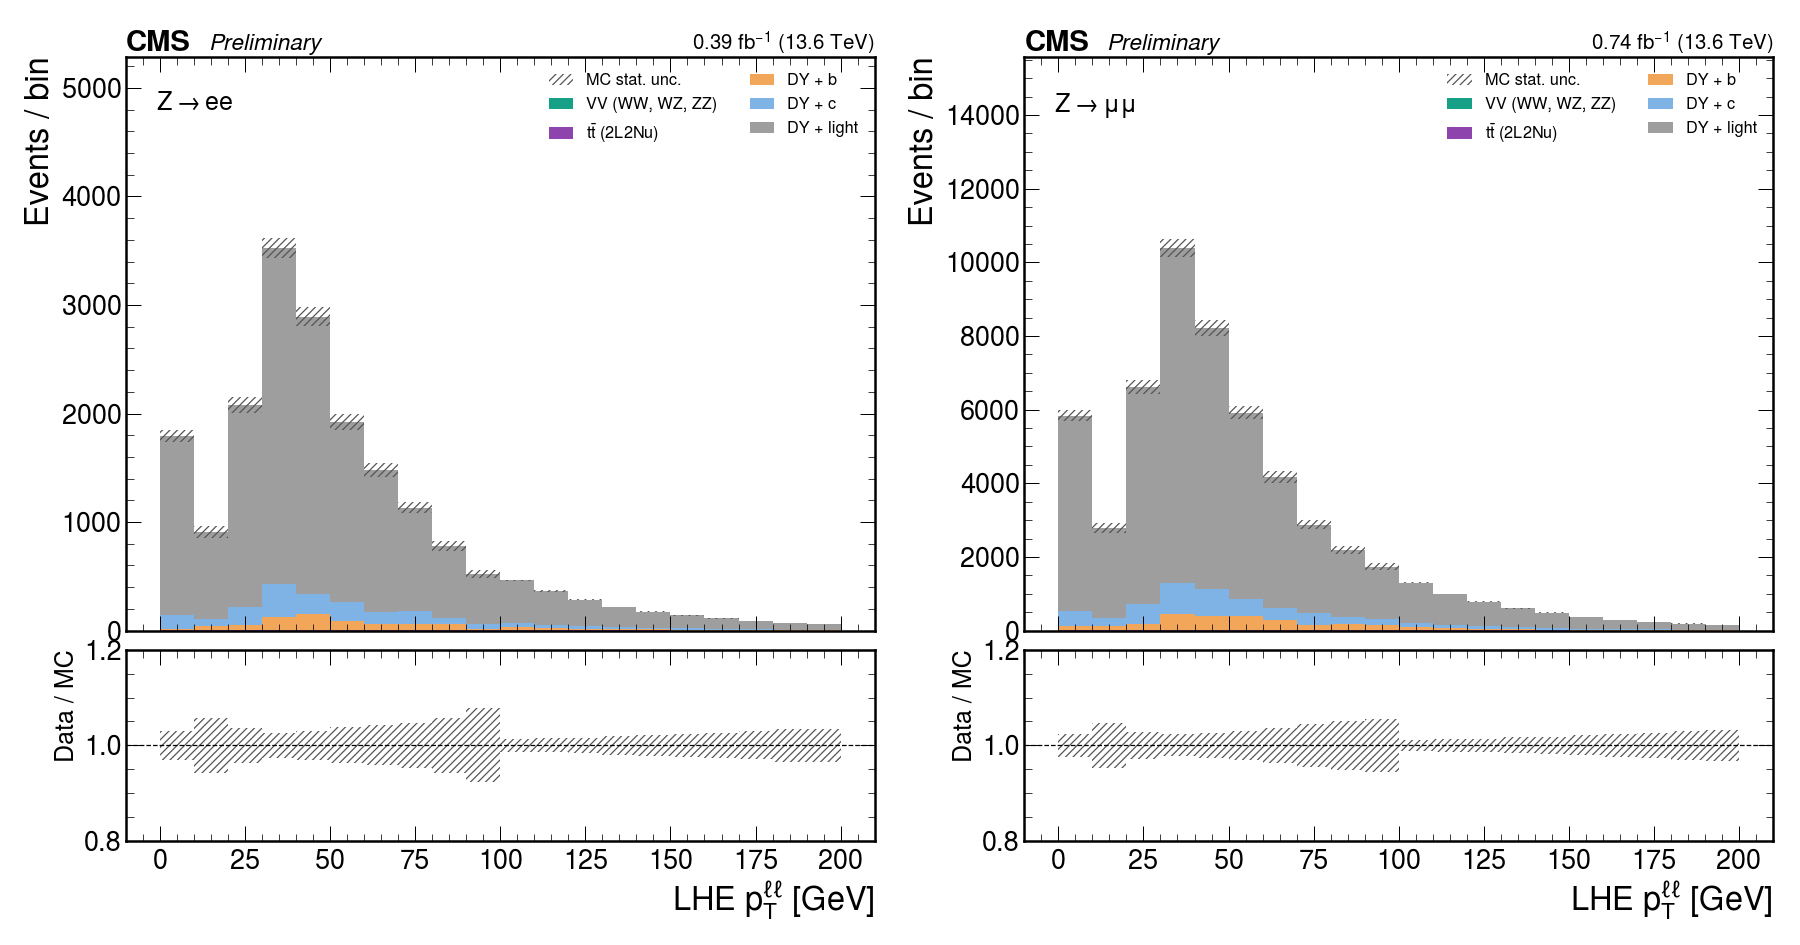 CMS Preliminary 0.39 fb⁻¹ (13.6 TeV)
Events / bin
Z → ee
MC stat. unc.
VV (WW, WZ, ZZ)
tt̄ (2L2Nu)
DY + b
DY + c
DY + light
5000
4000
3000
2000
1000
0
Data / MC
1.2
1.0
0.8
0 25 50 75 100 125 150 175 200
LHE p_T^ℓℓ [GeV]
CMS Preliminary 0.74 fb⁻¹ (13.6 TeV)
Events / bin
Z → μμ
MC stat. unc.
VV (WW, WZ, ZZ)
tt̄ (2L2Nu)
DY + b
DY + c
DY + light
14000
12000
10000
8000
6000
4000
2000
0
Data / MC
1.2
1.0
0.8
0 25 50 75 100 125 150 175 200
LHE p_T^ℓℓ [GeV]